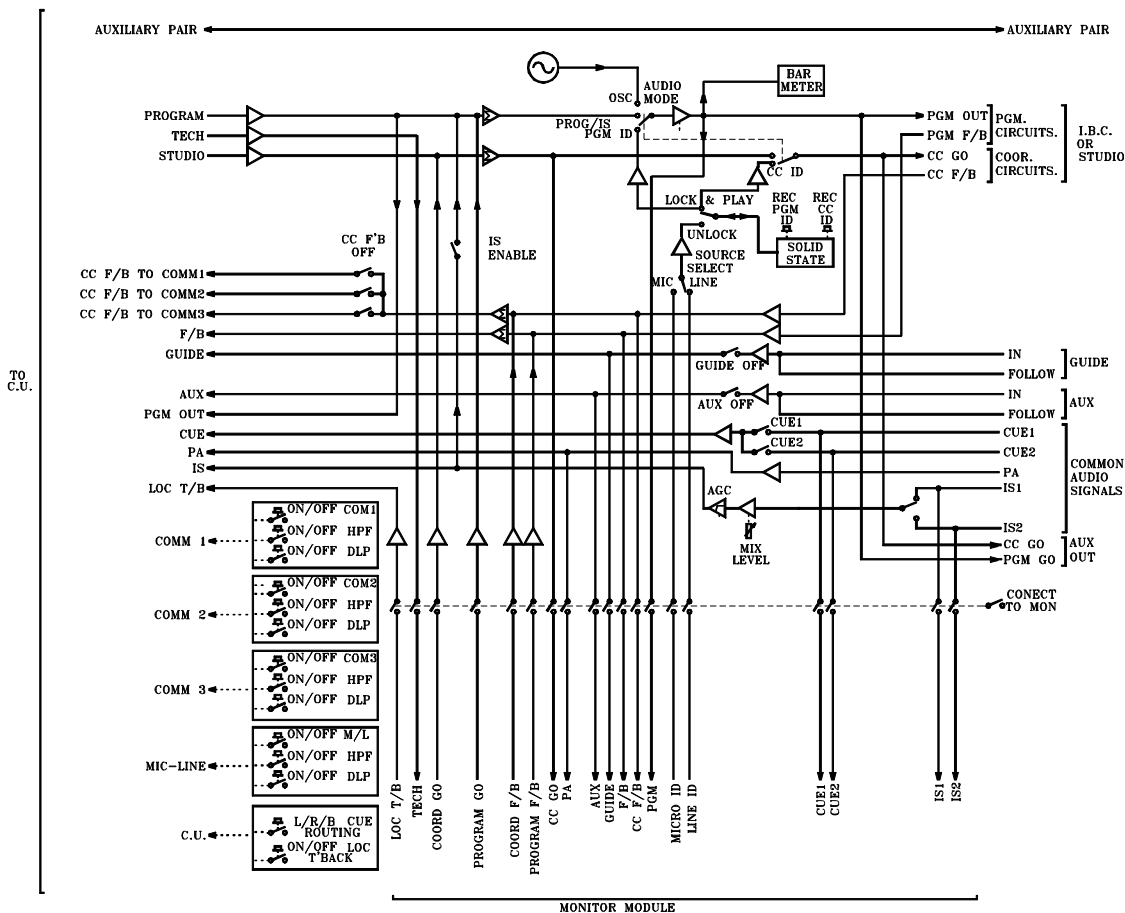 AUXILIARY PAIR
AUXILIARY PAIR
AUDIO
MODE
OSC
BAR
METER
PROGRAM
PROG/IS
PGM ID
PGM OUT
PGM F/B
PGM.
CIRCUITS.
I.B.C.
OR
STUDIO
TECH
STUDIO
CC GO
CC F/B
COOR.
CIRCUITS.
CC ID
LOCK & PLAY
REC
PGM
ID
REC
CC
ID
UNLOCK
SOLID
STATE
SOURCE
SELECT
MIC
LINE
CC F'B
OFF
IS
ENABLE
CC F/B TO COMM1
CC F/B TO COMM2
CC F/B TO COMM3
F/B
GUIDE
GUIDE OFF
IN
FOLLOW
GUIDE
TO
C.U.
AUX
AUX OFF
IN
FOLLOW
AUX
PGM OUT
CUE
CUE1
CUE2
CUE1
CUE2
PA
PA
IS
IS1
IS2
COMMON
AUDIO
SIGNALS
LOC T/B
AGC
MIX
LEVEL
CC GO
PGM GO
AUX
OUT
COMM 1
ON/OFF COM1
ON/OFF HPF
ON/OFF DLP
COMM 2
ON/OFF COM2
ON/OFF HPF
ON/OFF DLP
CONECT
TO MON
COMM 3
ON/OFF COM3
ON/OFF HPF
ON/OFF DLP
MIC-LINE
ON/OFF M/L
ON/OFF HPF
ON/OFF DLP
C.U.
L/R/B CUE
ROUTING
ON/OFF LOC
T'BACK
LOC T/B
TECH
COORD GO
PROGRAM GO
COORD F/B
PROGRAM F/B
CC GO
PA
AUX
GUIDE
F/B
CC F/B
PGM
MICRO ID
LINE ID
CUE1
CUE2
IS1
IS2
MONITOR MODULE